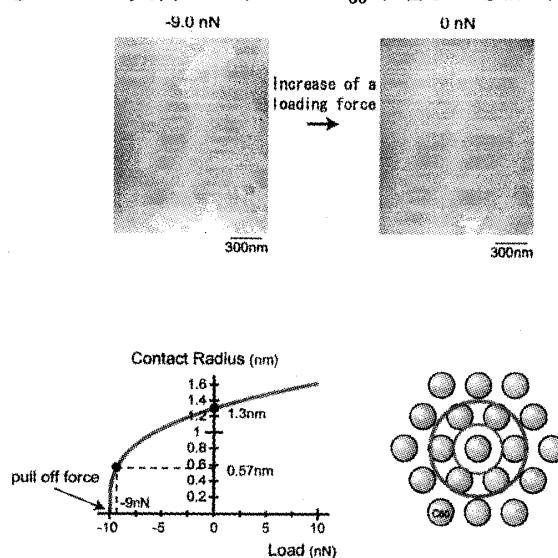 60
-9.0 nN
0 nN
Increase of a
loading force
300nm
300nm
Contact Radius (nm)
1.6
1.4
1.2
1
0.8
0.6
0.4
0.2
1.3nm
0.57nm
pull off force
-9nN
-10
-5
0
5
10
Load (nN)
C60